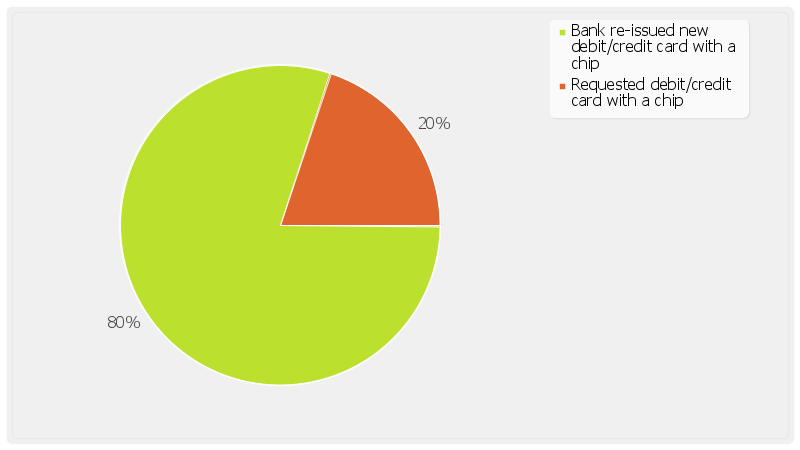 Bank re-issued new
debit/credit card with a
chip
Requested debit/credit
card with a chip
20%
80%